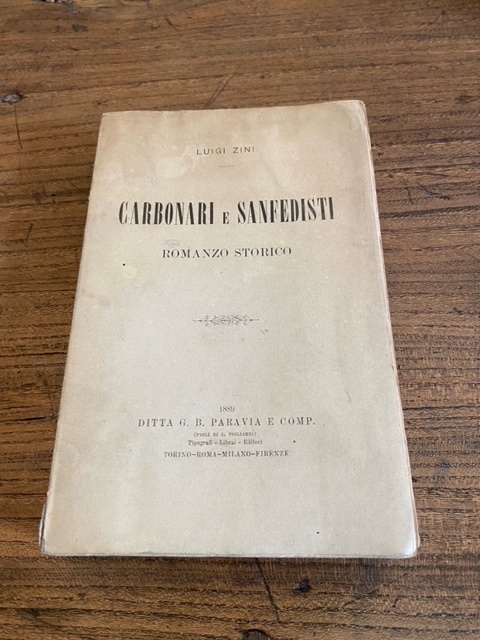 LUIGI ZINI
CARBONARI E SANFEDISTI
ROMANZO STORICO
1889
DITTA G. B. PARAVIA E COMP.
(FIGLI DI I. VIGLIARDI)
Tipografi - Librai - Editori
TORINO-ROMA-MILANO-FIRENZE